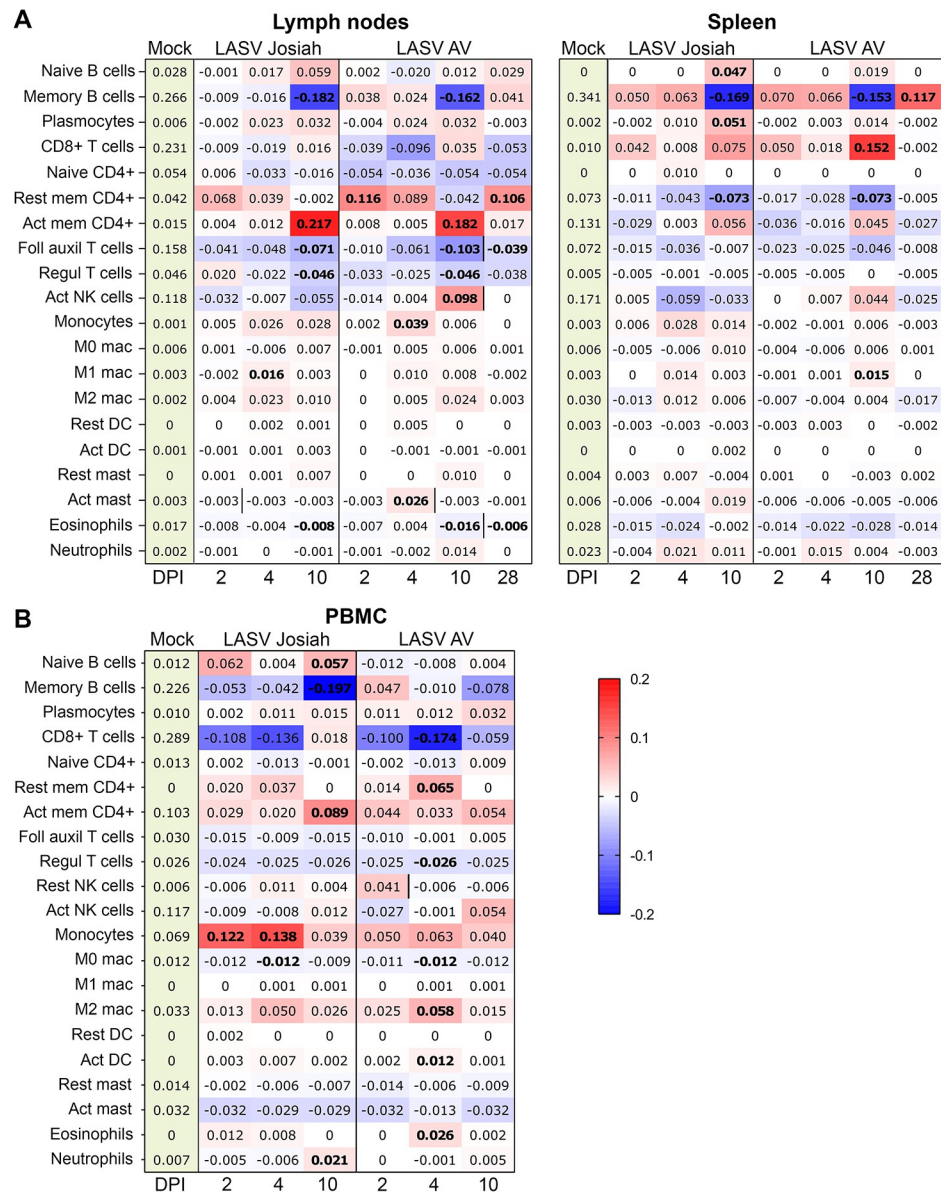 A
Lymph nodes Spleen
Mock LASV Josiah LASV AV Mock LASV Josiah LASV AV
Naive B cells 0.028 -0.001 0.017 0.059 0.002 -0.020 0.012 0.029 0 0 0 0.047 0 0 0.019 0
Memory B cells 0.266 -0.009 -0.016 -0.182 0.038 0.024 -0.162 0.041 0.341 0.050 0.063 -0.169 0.070 0.066 -0.153 0.117
Plasmocytes 0.006 -0.002 0.023 0.032 -0.004 0.024 0.032 -0.003 0.002 -0.002 0.010 0.051 -0.002 0.003 0.014 -0.002
CD8+ T cells 0.231 -0.009 -0.019 0.016 -0.039 -0.096 0.035 -0.053 0.010 0.042 0.008 0.075 0.050 0.018 0.152 -0.002
Naive CD4+ 0.054 0.006 -0.033 -0.016 -0.054 -0.036 -0.054 -0.054 0 0 0.010 0 0 0 0 0
Rest mem CD4+ 0.042 0.068 0.039 -0.002 0.116 0.089 -0.042 0.106 0.073 -0.011 -0.043 -0.073 -0.017 -0.028 -0.073 -0.005
Act mem CD4+ 0.015 0.004 0.012 0.217 0.008 0.005 0.182 0.017 0.131 -0.029 0.003 0.056 -0.036 -0.016 0.045 -0.027
Foll auxil T cells 0.158 -0.041 -0.048 -0.071 -0.010 -0.061 -0.103 -0.039 0.072 -0.015 -0.036 -0.007 -0.023 -0.025 -0.046 -0.008
Regul T cells 0.046 0.020 -0.022 -0.046 -0.033 -0.025 -0.046 -0.038 0.005 -0.005 -0.001 -0.005 -0.005 -0.005 0 -0.005
Act NK cells 0.118 -0.032 -0.007 -0.055 -0.014 0.004 0.098 0 0.171 0.005 -0.059 -0.033 0 0.007 0.044 -0.025
Monocytes 0.001 0.005 0.026 0.028 0.002 0.039 0.006 0 0.003 0.006 0.028 0.014 -0.002 -0.001 0.006 -0.003
M0 mac 0.006 0.001 -0.006 0.007 -0.001 0.005 0.006 0.001 0.006 -0.005 -0.006 0.010 -0.004 -0.006 0.004 0.001
M1 mac 0.003 -0.002 0.016 0.003 0 0.010 0.008 -0.002 0.003 0 0.014 0.003 -0.001 0.001 0.015 0
M2 mac 0.002 0.004 0.023 0.010 0 0.005 0.024 0.003 0.030 -0.013 0.012 0.006 -0.007 -0.004 0.004 -0.017
Rest DC 0 0 0.002 0.001 0 0.005 0 0 0.003 -0.003 -0.003 -0.003 -0.003 -0.003 0 -0.002
Act DC 0.001 -0.001 0.001 0.003 0 -0.001 -0.001 -0.001 0 0 0 0.002 0 0 0 0
Rest mast 0 0.001 0.001 0.007 0 0 0.010 0 0.004 0.003 0.007 -0.004 0.001 0 -0.003 0.002
Act mast 0.003 -0.003 -0.003 -0.003 -0.003 0.026 -0.003 -0.001 0.006 -0.006 -0.004 0.019 -0.006 -0.006 -0.005 -0.006
Eosinophils 0.017 -0.008 -0.004 -0.008 -0.007 0.004 -0.016 -0.006 0.028 -0.015 -0.024 -0.002 -0.014 -0.022 -0.028 -0.014
Neutrophils 0.002 -0.001 0 -0.001 -0.001 -0.002 0.014 0 0.023 -0.004 0.021 0.011 -0.001 0.015 0.004 -0.003
DPI 2 4 10 2 4 10 28 DPI 2 4 10 2 4 10 28
B
PBMC
Mock LASV Josiah LASV AV
Naive B cells 0.012 0.062 0.004 0.057 -0.012 -0.008 0.004
Memory B cells 0.226 -0.053 -0.042 -0.197 0.047 -0.010 -0.078
Plasmocytes 0.010 0.002 0.011 0.015 0.011 0.012 0.032
CD8+ T cells 0.289 -0.108 -0.136 0.018 -0.100 -0.174 -0.059
Naive CD4+ 0.013 0.002 -0.013 -0.001 -0.002 -0.013 0.009
Rest mem CD4+ 0 0.020 0.037 0 0.014 0.065 0
Act mem CD4+ 0.103 0.029 0.020 0.089 0.044 0.033 0.054
Foll auxil T cells 0.030 -0.015 -0.009 -0.015 -0.010 -0.001 0.005
Regul T cells 0.026 -0.024 -0.025 -0.026 -0.025 -0.026 -0.025
Rest NK cells 0.006 -0.006 0.011 0.004 0.041 -0.006 -0.006
Act NK cells 0.117 -0.009 -0.008 0.012 -0.027 -0.001 0.054
Monocytes 0.069 0.122 0.138 0.039 0.050 0.063 0.040
M0 mac 0.012 -0.012 -0.012 -0.009 -0.011 -0.012 -0.012
M1 mac 0 0 0.001 0.001 0 0.001 0.001
M2 mac 0.033 0.013 0.050 0.026 0.025 0.058 0.015
Rest DC 0 0.002 0 0 0 0 0
Act DC 0 0.003 0.007 0.002 0.002 0.012 0.001
Rest mast 0.014 -0.002 -0.006 -0.007 -0.014 -0.006 -0.009
Act mast 0.032 -0.032 -0.029 -0.029 -0.032 -0.013 -0.032
Eosinophils 0 0.012 0.008 0 0 0.026 0.002
Neutrophils 0.007 -0.005 -0.006 0.021 0 -0.001 0.005
DPI 2 4 10 2 4 10
0.2
0.1
0
-0.1
-0.2